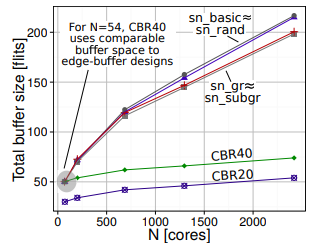 For N=54, CBR40
uses comparable
buffer space to
edge-buffer designs
sn_basic≈
sn_rand
sn_gr≈
sn_subgr
CBR40
CBR20
Total buffer size [flits]
200
150
100
50
0
500
1000
1500
2000
N [cores]